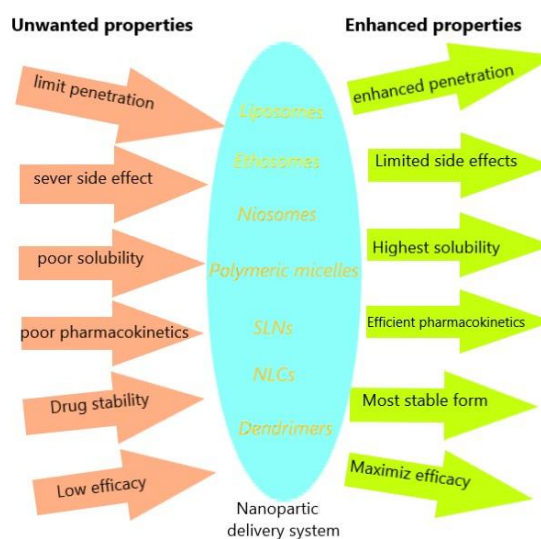 Unwanted properties
Enhanced properties
limit penetration
sever side effect
poor solubility
poor pharmacokinetics
Drug stability
Low efficacy
Liposomes
Ethosomes
Niosomes
Polymeric micelles
SLNs
NLCs
Dendrimers
Nanopartic
delivery system
enhanced penetration
Limited side effects
Highest solubility
Efficient pharmacokinetics
Most stable form
Maximiz efficacy